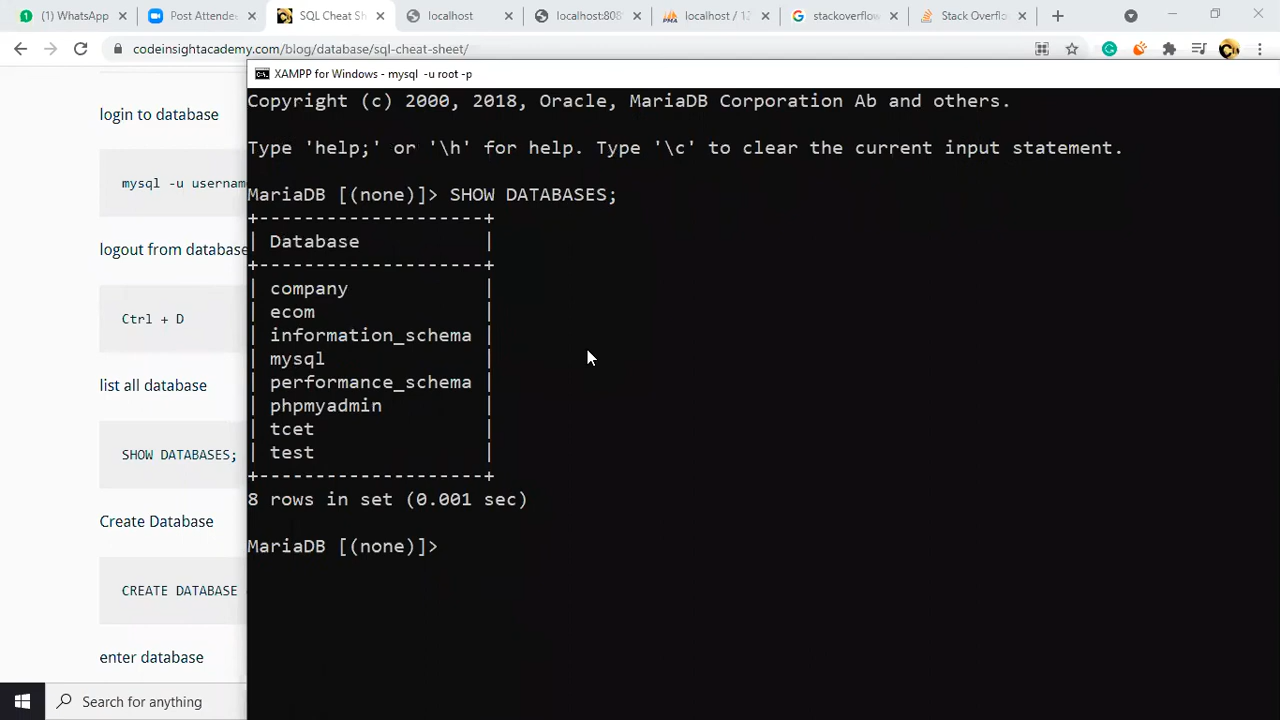 (1) WhatsApp
Post Attende
SQL Cheat Sh
localhost
localhost:808
localhost / 12
stackoverflow
Stack Overflo
codeinsightacademy.com/blog/database/sql-cheat-sheet/
XAMPP for Windows - mysql -u root -p
login to database
mysql -u usernam
logout from database
Ctrl + D
list all database
SHOW DATABASES;
Create Database
CREATE DATABASE
enter database
Copyright (c) 2000, 2018, Oracle, MariaDB Corporation Ab and others.
Type 'help;' or '\h' for help. Type '\c' to clear the current input statement.
MariaDB [(none)]> SHOW DATABASES;
+--------------------+
| Database           |
+--------------------+
| company            |
| ecom               |
| information_schema |
| mysql              |
| performance_schema |
| phpmyadmin         |
| tcet               |
| test               |
+--------------------+
8 rows in set (0.001 sec)
MariaDB [(none)]>
Search for anything